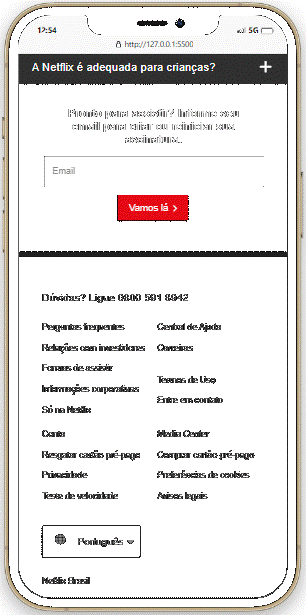 12:54
5G
http://127.0.0.1:5500
A Netflix é adequada para crianças?
Pronto para assistir? Informe seu
email para criar ou reiniciar sua
assinatura.
Email
Vamos lá
Dúvidas? Ligue 0800 591 8942
Perguntas frequentes
Central de Ajuda
Relações com investidores
Carreiras
Formas de assistir
Termos de Uso
Informações corporativas
Entre em contato
Só na Netflix
Conta
Media Center
Resgatar cartão pré-pago
Comprar cartão pré-pago
Privacidade
Preferências de cookies
Teste de velocidade
Avisos legais
Português
Netflix Brasil